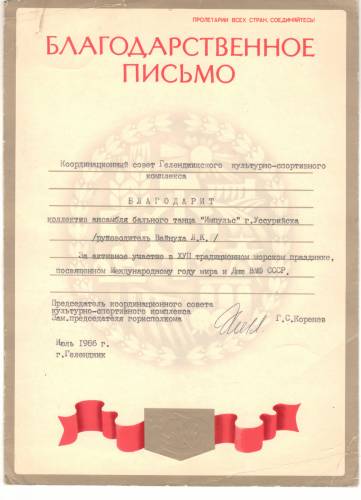 ПРОЛЕТАРИИ ВСЕХ СТРАН, СОЕДИНЯЙТЕСЬ!
БЛАГОДАРСТВЕННОЕ
ПИСЬМО
Координационный совет Геленджикского культурно-спортивного
комплекса
БЛАГОДАРИТ
коллектив ансамбля бального танца "Импульс" г.Уссурийска
/руководитель Вайнула Л.К./
За активное участие в ХУП традиционном морском празднике,
посвященном Международному году мира и Дню ВМФ СССР.
Председатель координационного совета
культурно-спортивного комплекса
Зам.председателя горисполкома Г.С.Коренев
Июль 1986 г.
г.Геленджик